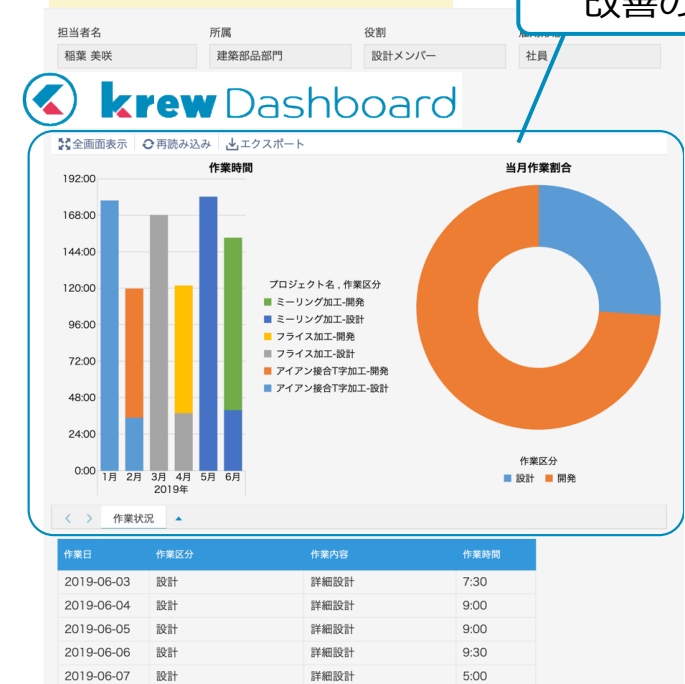 改善の
担当者名 所属 役割
稲葉 美咲 建築部品部門 設計メンバー 社員
krew Dashboard
全画面表示 再読み込み エクスポート
作業時間
192:00
168:00
144:00
120:00
96:00
72:00
48:00
24:00
0:00
1月 2月 3月 4月 5月 6月
2019年
プロジェクト名 , 作業区分
ミーリング加工-開発
ミーリング加工-設計
フライス加工-開発
フライス加工-設計
アイアン接合T字加工-開発
アイアン接合T字加工-設計
当月作業割合
作業区分
設計 開発
作業状況
作業日 作業区分 作業内容 作業時間
2019-06-03 設計 詳細設計 7:30
2019-06-04 設計 詳細設計 9:00
2019-06-05 設計 詳細設計 9:00
2019-06-06 設計 詳細設計 9:30
2019-06-07 設計 詳細設計 5:00